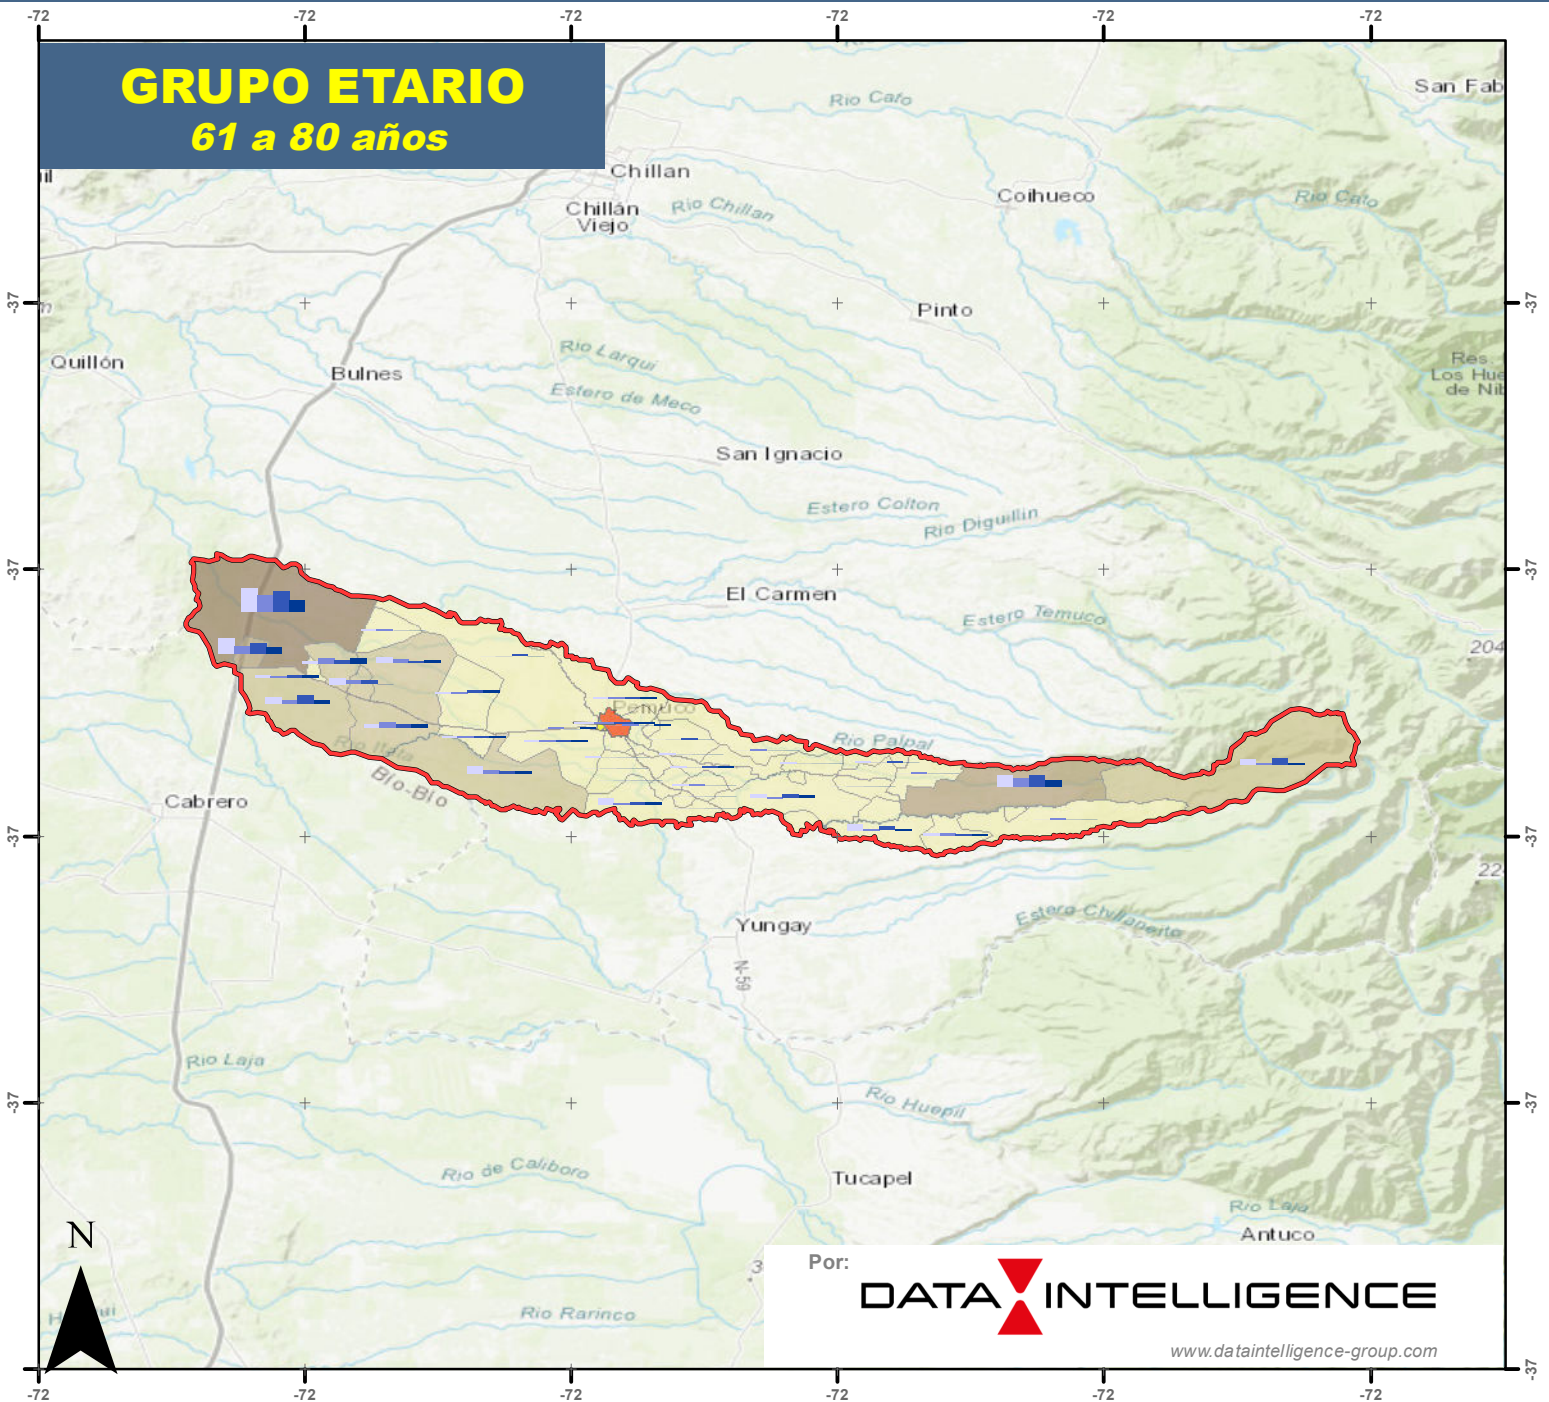 -72 -72 -72 -72 -72 -72
GRUPO ETARIO
61 a 80 años
San Fab
Rio Cato
Chillan
Coihueco
Rio Cato
Chillán
Viejo
Rio Chillan
-37 -37
Pinto
Quillón
Bulnes
Rio Larqui
Res.
Los Hue
de Ñib
Estero de Meco
San Ignacio
Estero Colton
Rio Diguillin
-37 -37
El Carmen
Estero Temuco
204
Pemuco
Rio Palpal
Rio Itata
Bio-Bio
Cabrero
-37 -37
22
Yungay
Estero Chillaneito
N-59
Rio Laja
-37 -37
Rio Huepil
Rio de Caliboro
Tucapel
Rio Laja
Antuco
N
Por:
DATA INTELLIGENCE
Rio Rarinco
www.dataintelligence-group.com
-37
-72 -72 -72 -72 -72 -72